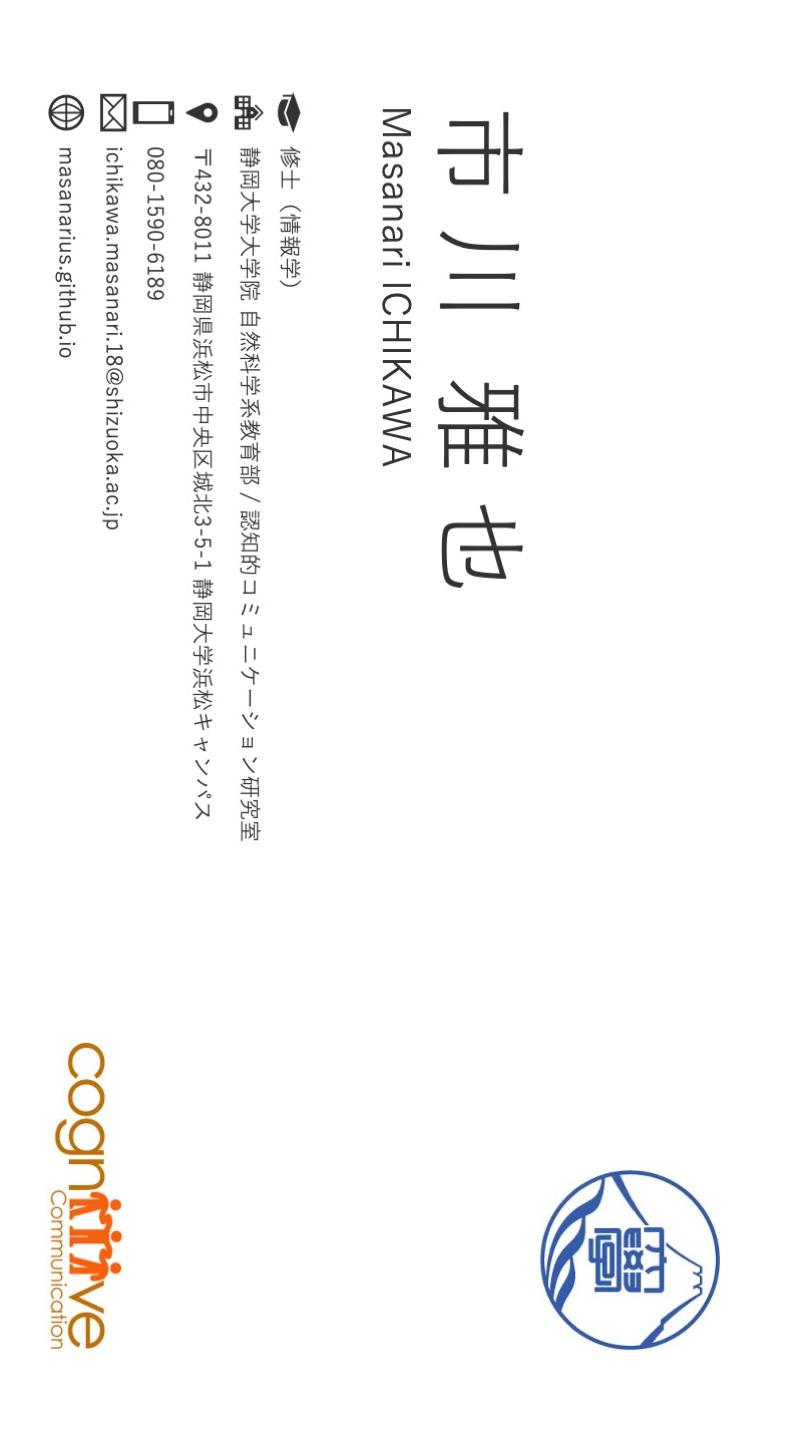 市川 雅也
Masanari ICHIKAWA
修士（情報学）
静岡大学大学院 自然科学系教育部 / 認知的コミュニケーション研究室
〒432-8011 静岡県浜松市中央区城北3-5-1 静岡大学浜松キャンパス
080-1590-6189
ichikawa.masanari.18@shizuoka.ac.jp
masanarius.github.io
大學
cognitive
Communication